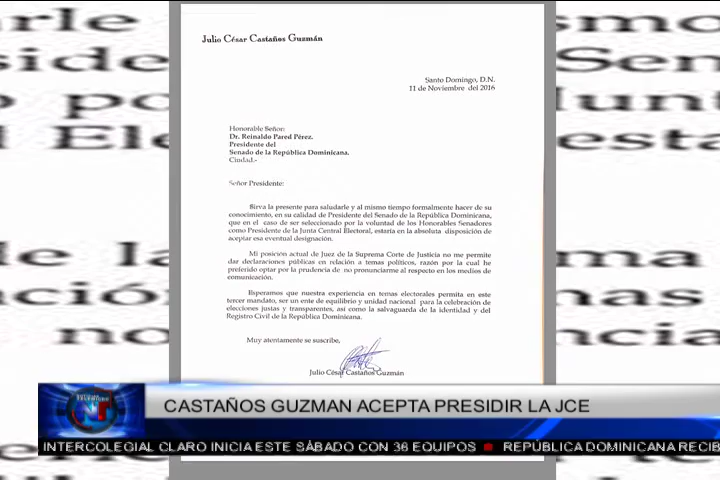 Julio César Castaños Guzmán
Santo Domingo, D.N.
11 de Noviembre del 2016
Honorable Señor:
Dr. Reinaldo Pared Pérez.
Presidente del
Senado de la República Dominicana.
Ciudad.-
Señor Presidente:
Sirva la presente para saludarle y al mismo tiempo formalmente hacer de su
conocimiento, en su calidad de Presidente del Senado de la República Dominicana,
que en el caso de ser seleccionado por la voluntad de los Honorables Senadores
como Presidente de la Junta Central Electoral, estaría en la absoluta disposición de
aceptar esa eventual designación.
Mi posición actual de Juez de la Suprema Corte de Justicia no me permite
dar declaraciones públicas en relación a temas políticos, razón por la cual he
preferido optar por la prudencia de no pronunciarme al respecto en los medios de
comunicación.
Esperamos que nuestra experiencia en temas electorales permita en este
tercer mandato, ser un ente de equilibrio y unidad nacional para la celebración de
elecciones justas y transparentes, así como la salvaguarda de la identidad y del
Registro Civil de la República Dominicana.
Muy atentamente se suscribe,
Julio César Castaños Guzmán
CASTAÑOS GUZMAN ACEPTA PRESIDIR LA JCE
INTERCOLEGIAL CLARO INICIA ESTE SÁBADO CON 36 EQUIPOS REPÚBLICA DOMINICANA RECIB